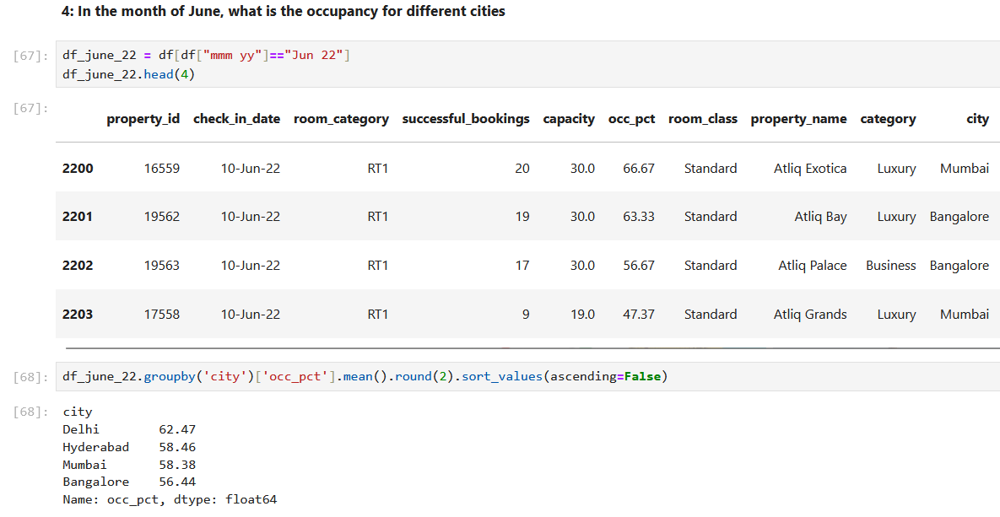 4: In the month of June, what is the occupancy for different cities
[67]: df_june_22 = df[df["mmm yy"]=="Jun 22"]
df_june_22.head(4)
[67]:
property_id check_in_date room_category successful_bookings capacity occ_pct room_class property_name category city
2200 16559 10-Jun-22 RT1 20 30.0 66.67 Standard Atliq Exotica Luxury Mumbai
2201 19562 10-Jun-22 RT1 19 30.0 63.33 Standard Atliq Bay Luxury Bangalore
2202 19563 10-Jun-22 RT1 17 30.0 56.67 Standard Atliq Palace Business Bangalore
2203 17558 10-Jun-22 RT1 9 19.0 47.37 Standard Atliq Grands Luxury Mumbai
[68]: df_june_22.groupby('city')['occ_pct'].mean().round(2).sort_values(ascending=False)
[68]: city
Delhi 62.47
Hyderabad 58.46
Mumbai 58.38
Bangalore 56.44
Name: occ_pct, dtype: float64